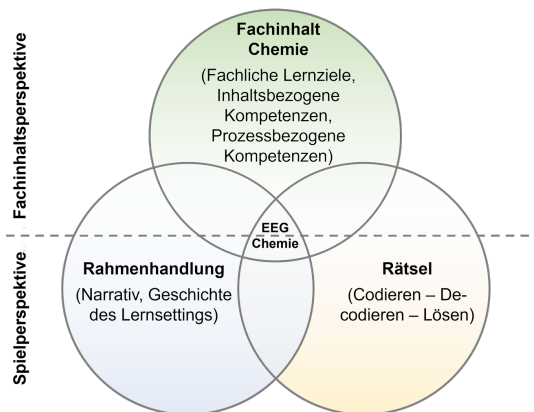 Fachinhaltsperspektive
Fachinhalt
Chemie
(Fachliche Lernziele,
Inhaltsbezogene
Kompetenzen,
Prozessbezogene
Kompetenzen)
EEG
Chemie
Spielperspektive
Rahmenhandlung
(Narrativ, Geschichte
des Lernsettings)
Rätsel
(Codieren – De-
codieren – Lösen)